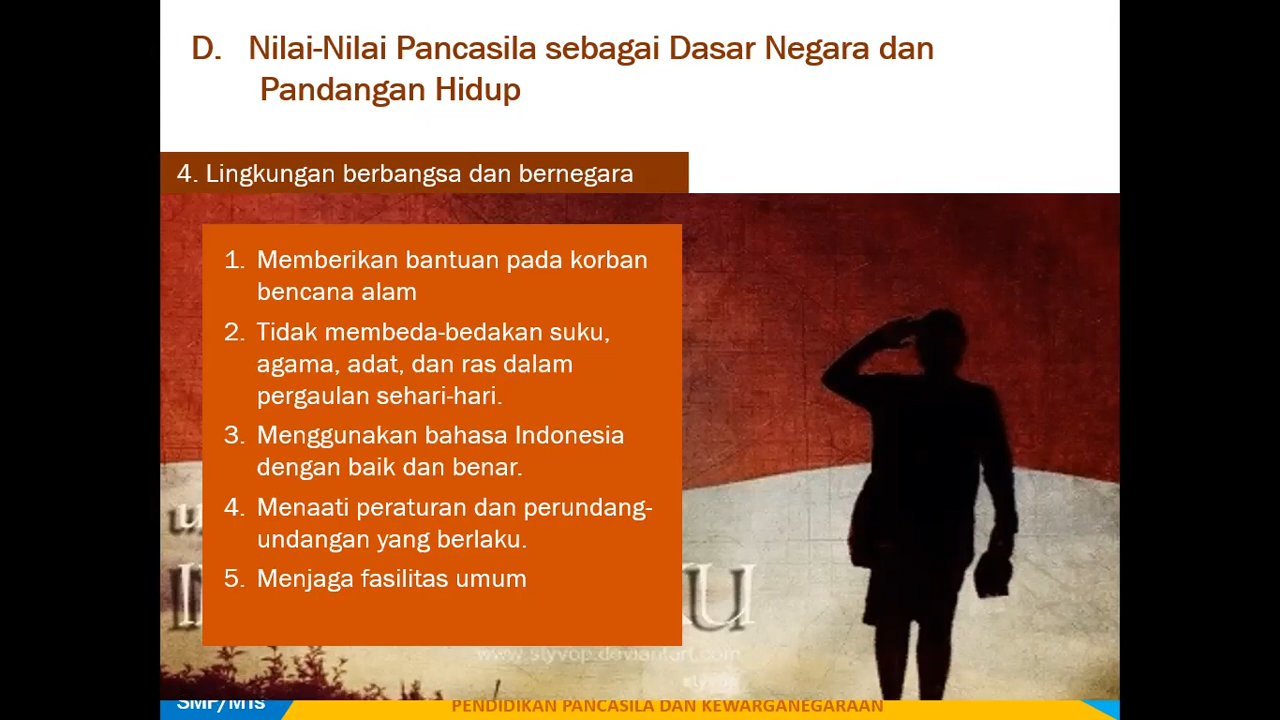 D. Nilai-Nilai Pancasila sebagai Dasar Negara dan
Pandangan Hidup
4. Lingkungan berbangsa dan bernegara
1. Memberikan bantuan pada korban
bencana alam
2. Tidak membeda-bedakan suku,
agama, adat, dan ras dalam
pergaulan sehari-hari.
3. Menggunakan bahasa Indonesia
dengan baik dan benar.
4. Menaati peraturan dan perundang-
undangan yang berlaku.
5. Menjaga fasilitas umum
www.styvop.deviantart.com
styvop
SMP/MTs
PENDIDIKAN PANCASILA DAN KEWARGANEGARAAN